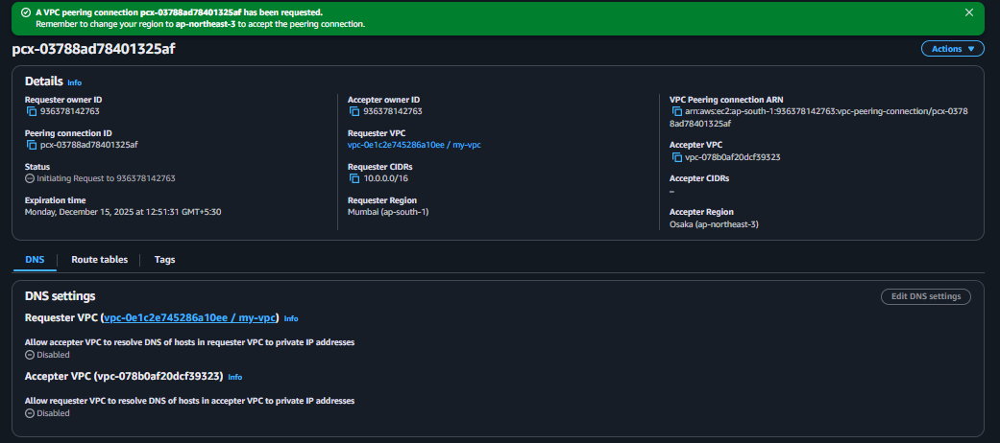 A VPC peering connection pcx-03788ad78401325af has been requested.
Remember to change your region to ap-northeast-3 to accept the peering connection.
pcx-03788ad78401325af
Actions
Details Info
Requester owner ID
936378142763
Peering connection ID
pcx-03788ad78401325af
Status
Initiating Request to 936378142763
Expiration time
Monday, December 15, 2025 at 12:51:31 GMT+5:30
Accepter owner ID
936378142763
Requester VPC
vpc-0e1c2e745286a10ee / my-vpc
Requester CIDRs
10.0.0.0/16
Requester Region
Mumbai (ap-south-1)
VPC Peering connection ARN
arn:aws:ec2:ap-south-1:936378142763:vpc-peering-connection/pcx-0378
8ad78401325af
Accepter VPC
vpc-078b0af20dcf39323
Accepter CIDRs
–
Accepter Region
Osaka (ap-northeast-3)
DNS
Route tables
Tags
DNS settings
Edit DNS settings
Requester VPC (vpc-0e1c2e745286a10ee / my-vpc) Info
Allow accepter VPC to resolve DNS of hosts in requester VPC to private IP addresses
Disabled
Accepter VPC (vpc-078b0af20dcf39323) Info
Allow requester VPC to resolve DNS of hosts in accepter VPC to private IP addresses
Disabled